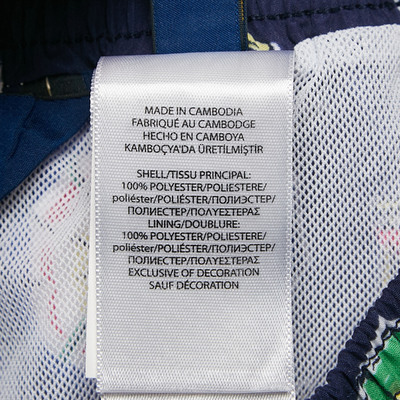 MADE IN CAMBODIA
FABRIQUÉ AU CAMBODGE
HECHO EN CAMBOYA
KAMBOÇYA'DA ÜRETİLMİŞTİR
SHELL/TISSU PRINCIPAL:
100% POLYESTER/POLIESTERE/
poliéster/POLIÉSTER/ПОЛИЭСТЕР/
ПОЛИЕСТЕР/ΠΟΛΥΕΣΤΕΡΑΣ
LINING/DOUBLURE:
100% POLYESTER/POLIESTERE/
poliéster/POLIÉSTER/ПОЛИЭСТЕР/
ПОЛИЕСТЕР/ΠΟΛΥΕΣΤΕΡΑΣ
EXCLUSIVE OF DECORATION
SAUF DÉCORATION